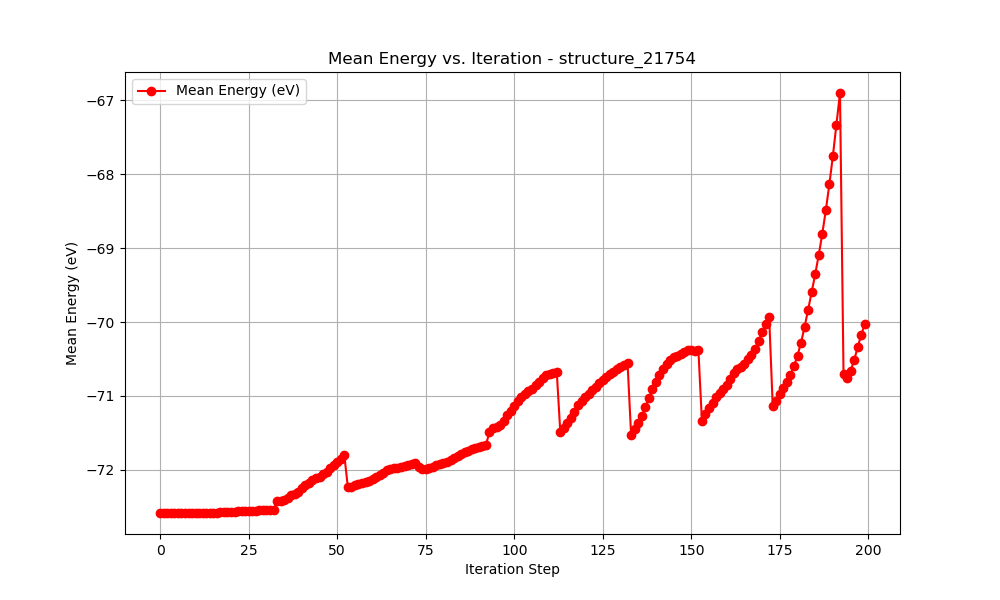 Mean Energy vs. Iteration - structure_21754
Mean Energy (eV)
−67
−68
−69
−70
−71
−72
Mean Energy (eV)
0 25 50 75 100 125 150 175 200
Iteration Step